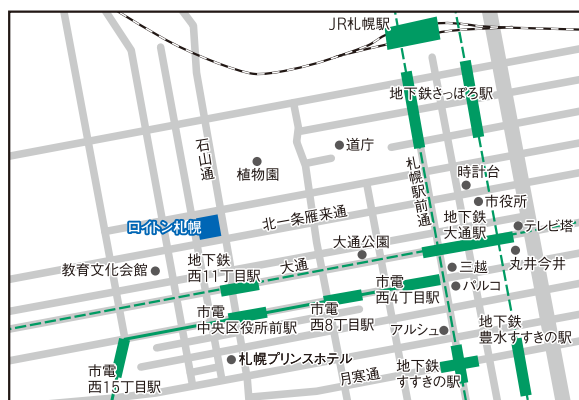 JR札幌駅
地下鉄さっぽろ駅
石山通
道庁
植物園
札幌駅前通
時計台
市役所
ロイトン札幌
北一条雁来通
地下鉄
大通駅
テレビ塔
大通公園
丸井今井
教育文化会館
地下鉄
西11丁目駅
大通
三越
パルコ
市電
西4丁目駅
市電
中央区役所前駅
市電
西8丁目駅
アルシュ
地下鉄
豊水すすきの駅
札幌プリンスホテル
市電
西15丁目駅
月寒通
地下鉄
すすきの駅